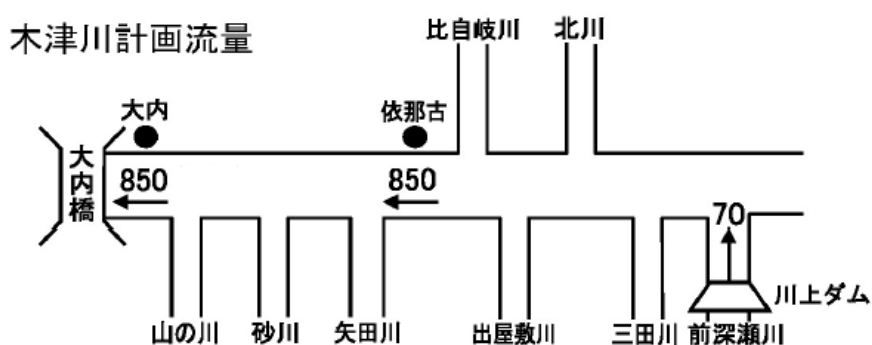 木津川計画流量
比自岐川
北川
大内
依那古
大内橋
850
850
70
川上ダム
山の川
砂川
矢田川
出屋敷川
三田川
前深瀬川